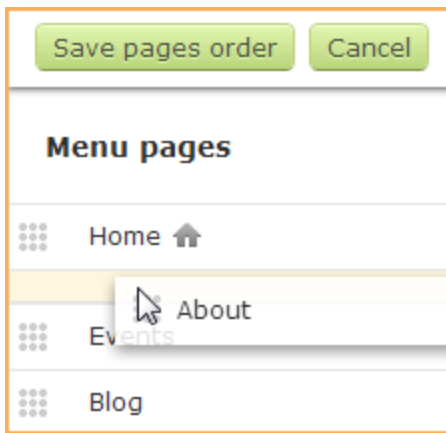 Save pages order Cancel
Menu pages
Home
About
Events
Blog